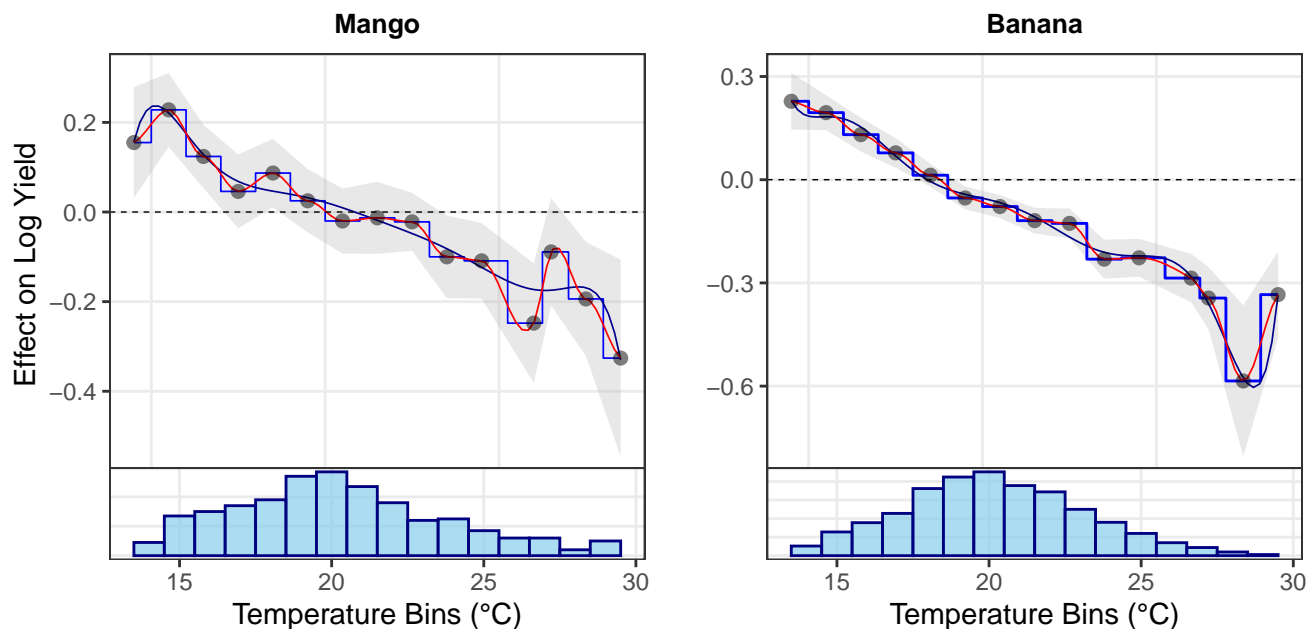 Mango
Banana
Effect on Log Yield
0.2
0.0
−0.2
−0.4
0.3
0.0
−0.3
−0.6
15 20 25 30
15 20 25 30
Temperature Bins (°C)
Temperature Bins (°C)